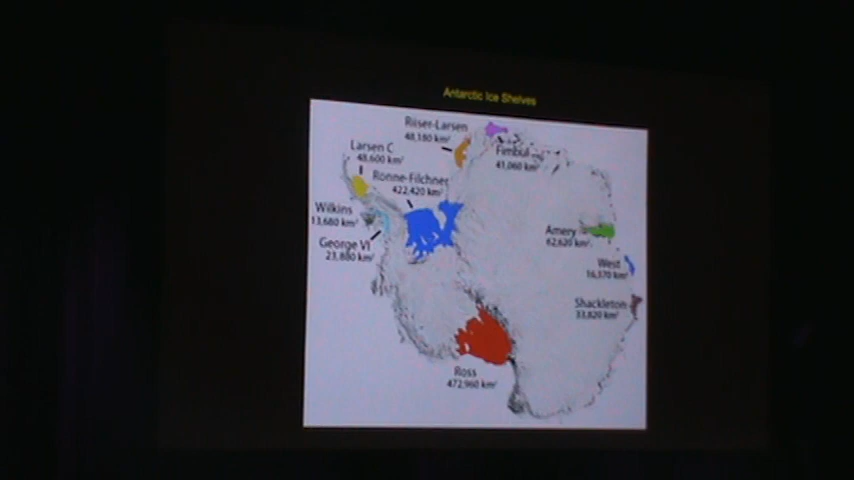 Antarctic Ice Shelves
Riiser-Larsen
48,180 km²
Fimbul
41,060 km²
Larsen C
48,600 km²
Ronne-Filchner
422,420 km²
Wilkins
13,680 km²
George VI
23,880 km²
Amery
62,620 km²
West
16,370 km²
Shackleton
33,820 km²
Ross
472,960 km²